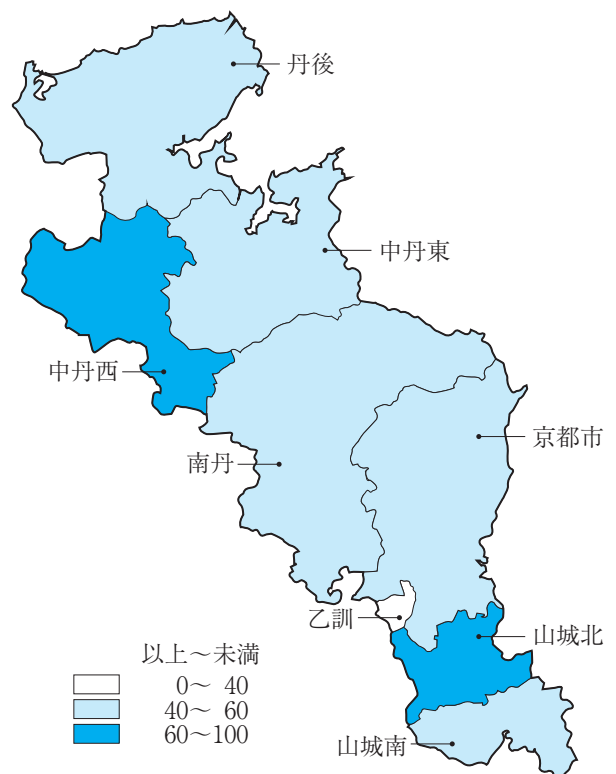 丹後
中丹東
中丹西
京都市
南丹
乙訓
山城北
山城南
以上～未満
0～ 40
40～ 60
60～100